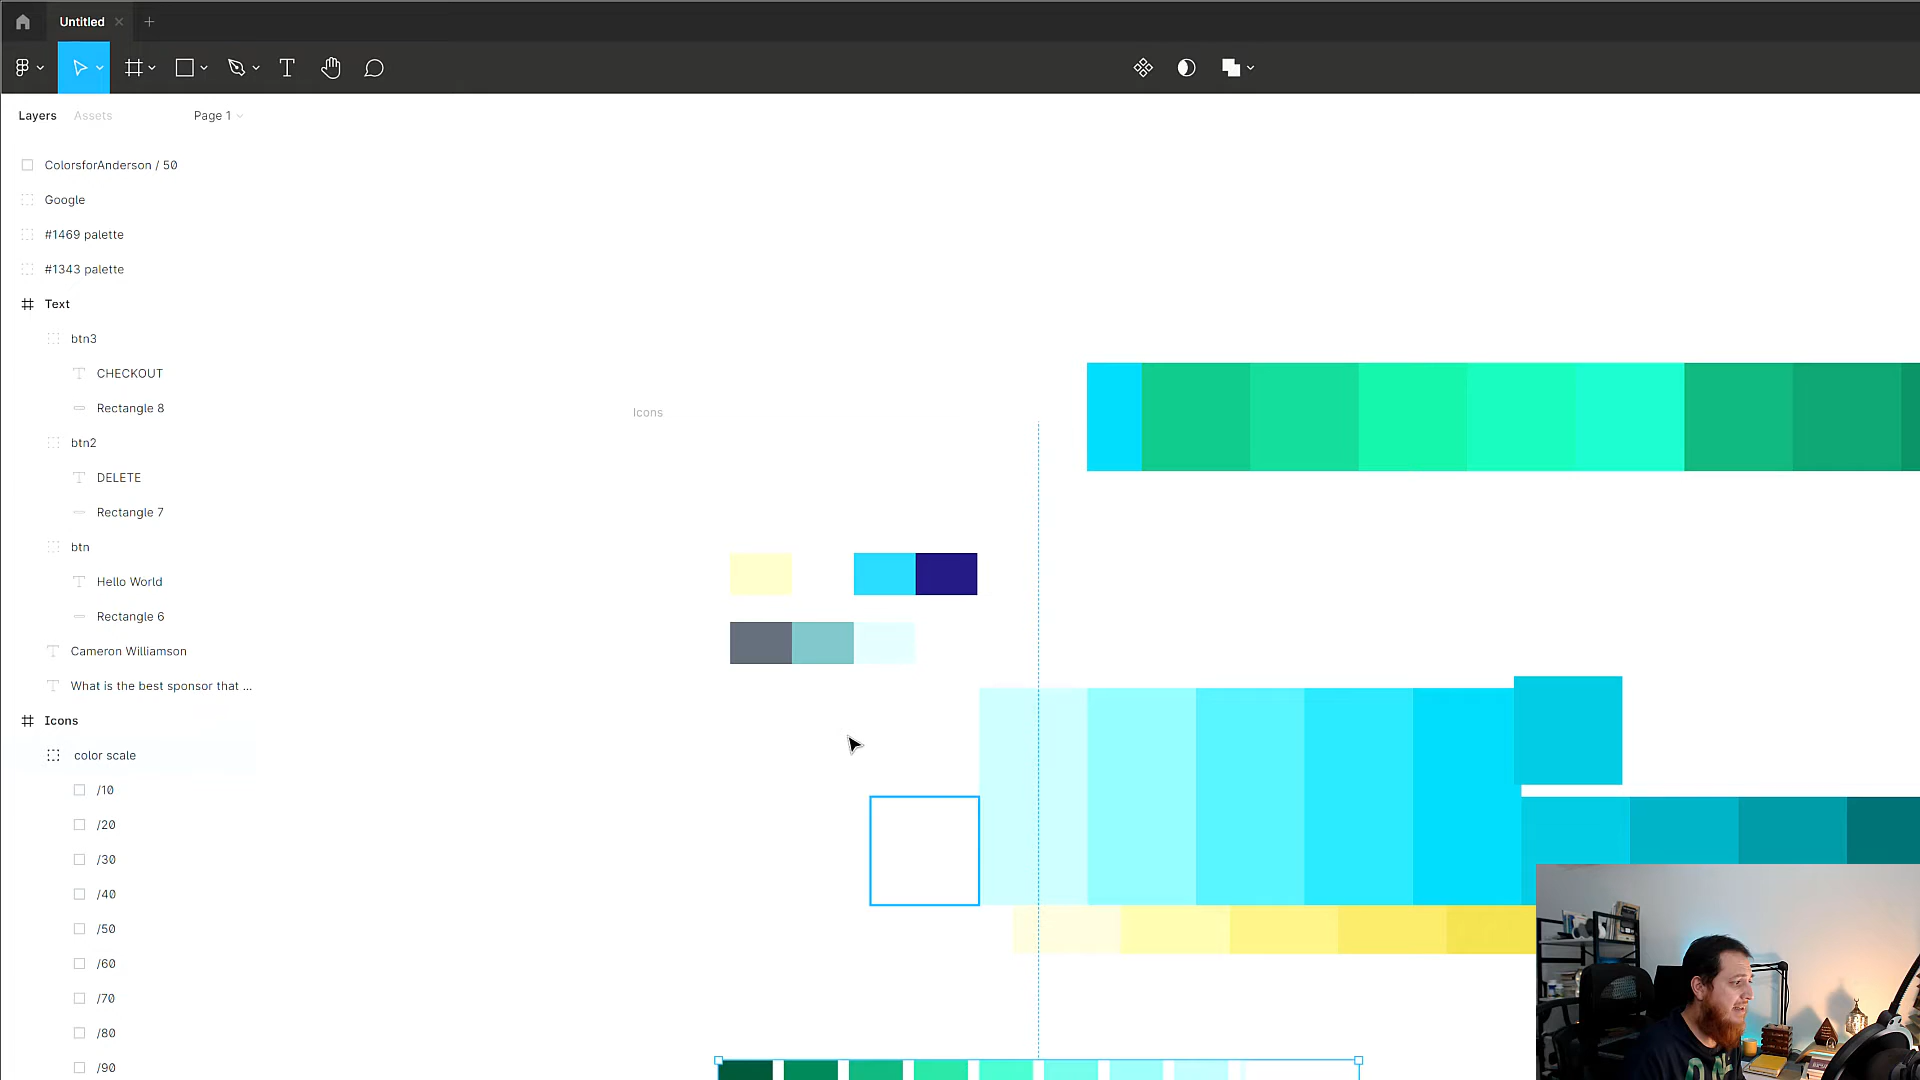 Untitled
Layers Assets Page 1
ColorsforAnderson / 50
Google
#1469 palette
#1343 palette
Text
btn3
CHECKOUT
Rectangle 8
btn2
DELETE
Rectangle 7
btn
Hello World
Rectangle 6
Cameron Williamson
What is the best sponsor that ...
Icons
color scale
/10
/20
/30
/40
/50
/60
/70
/80
/90
Icons